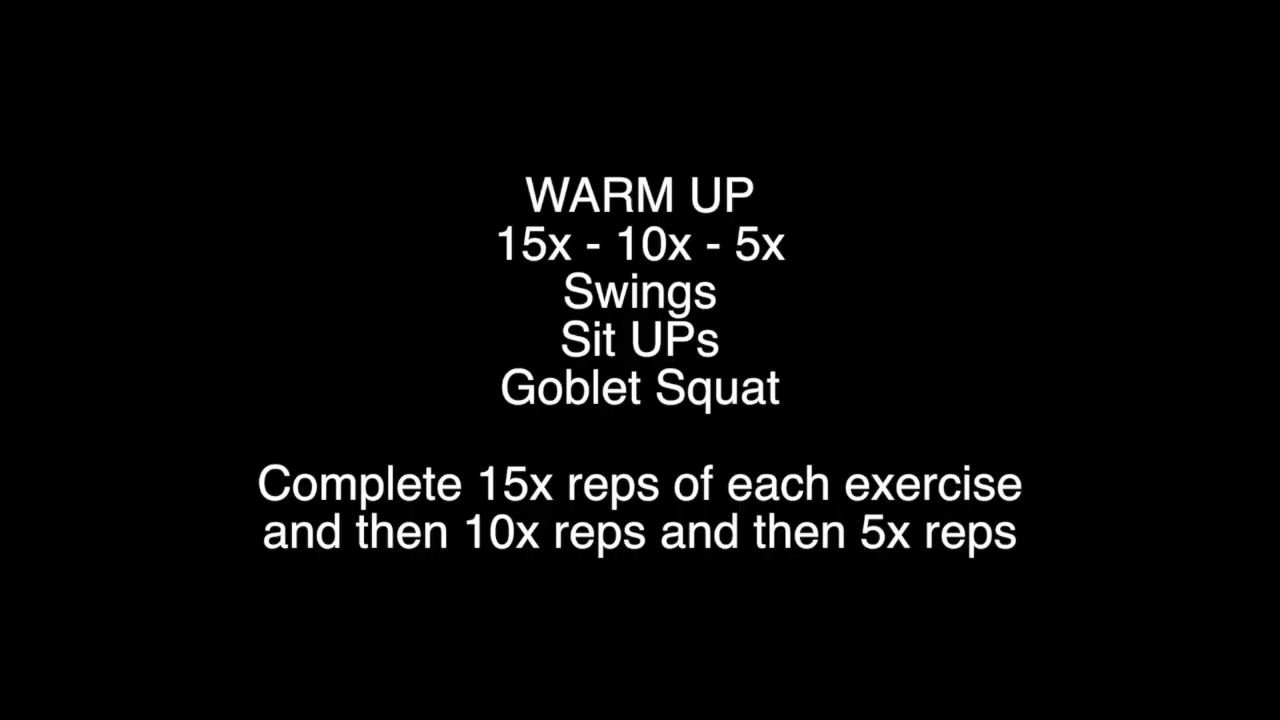 WARM UP
15x - 10x - 5x
Swings
Sit UPs
Goblet Squat
Complete 15x reps of each exercise
and then 10x reps and then 5x reps